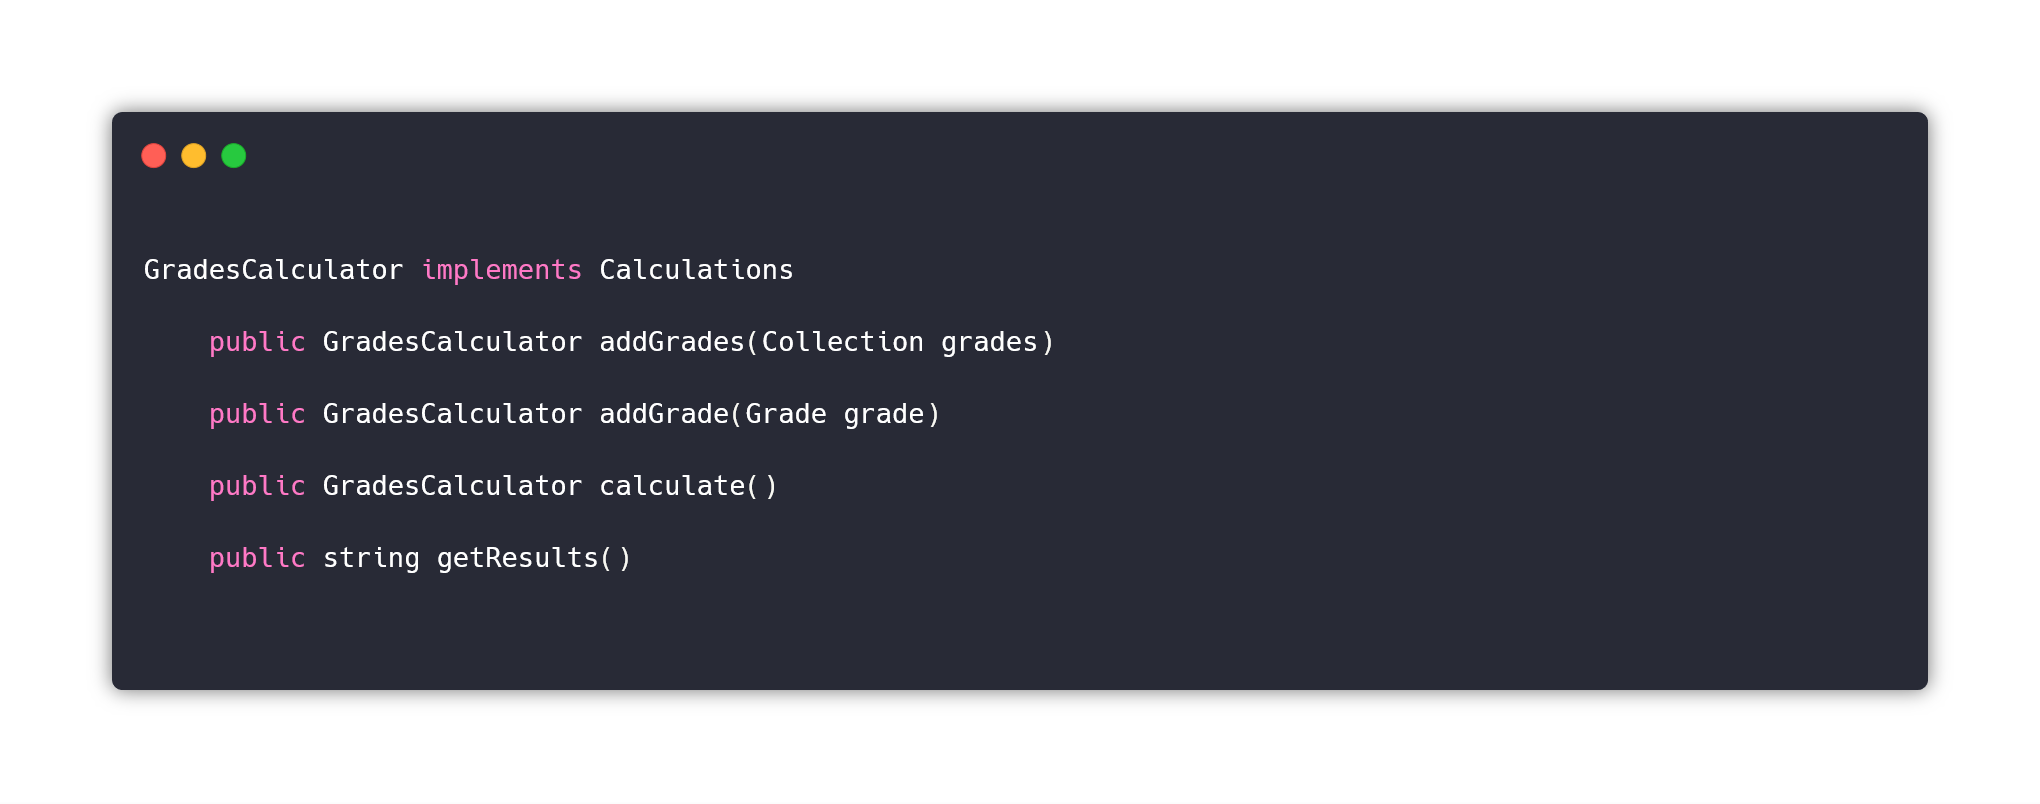 GradesCalculator implements Calculations
public GradesCalculator addGrades(Collection grades)
public GradesCalculator addGrade(Grade grade)
public GradesCalculator calculate()
public string getResults()